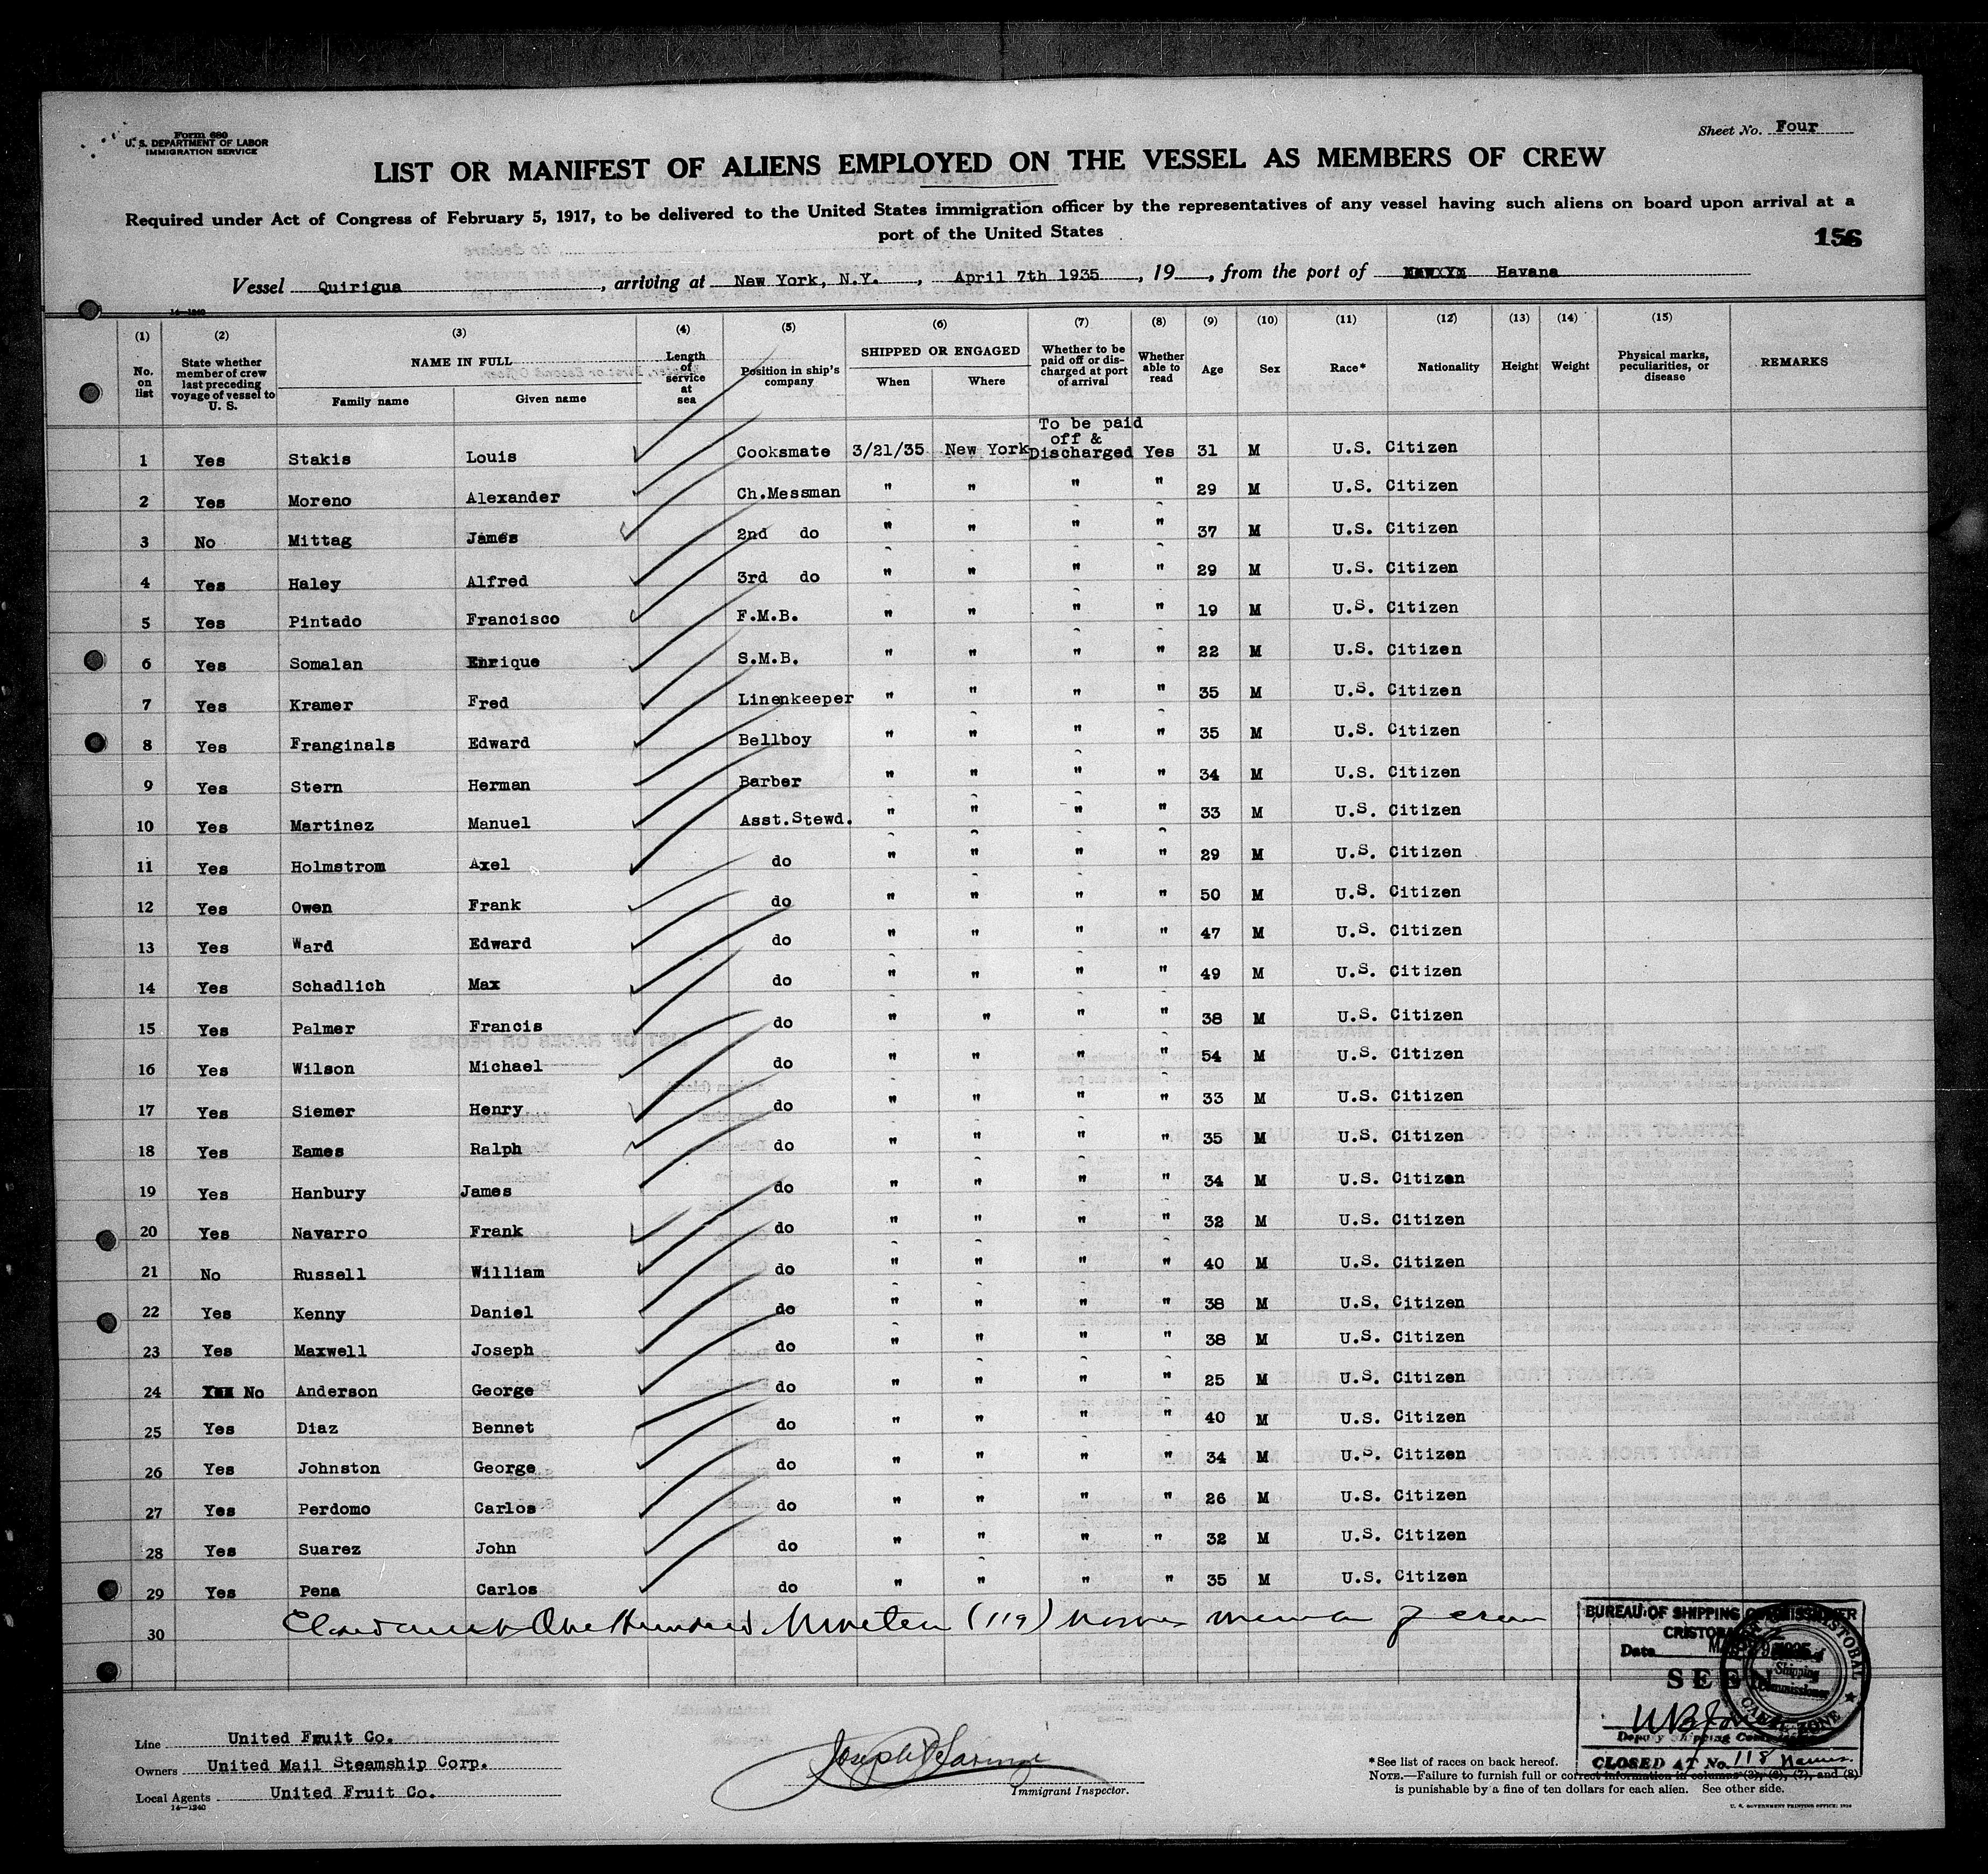 Form 680
U. S. DEPARTMENT OF LABOR
IMMIGRATION SERVICE
Sheet No. Four
LIST OR MANIFEST OF ALIENS EMPLOYED ON THE VESSEL AS MEMBERS OF CREW
Required under Act of Congress of February 5, 1917, to be delivered to the United States immigration officer by the representatives of any vessel having such aliens on board upon arrival at a
port of the United States
156
Vessel Quirigua, arriving at New York, N.Y., April 7th 1935, 19 , from the port of Havana
14-1240
(1) (2) (3) (4) (5) (6) (7) (8) (9) (10) (11) (12) (13) (14) (15)
No. on list State whether member of crew last preceding voyage of vessel to U. S. NAME IN FULL Family name Given name Length of service at sea Position in ship's company SHIPPED OR ENGAGED When Where Whether to be paid off or discharged at port of arrival Whether able to read Age Sex Race* Nationality Height Weight Physical marks, peculiarities, or disease REMARKS
1 Yes Stakis Louis Cooksmate 3/21/35 New York To be paid off & Discharged Yes 31 M U.S. Citizen
2 Yes Moreno Alexander Ch.Messman " " " " 29 M U.S. Citizen
3 No Mittag James 2nd do " " " " 37 M U.S. Citizen
4 Yes Haley Alfred 3rd do " " " " 29 M U.S. Citizen
5 Yes Pintado Francisco F.M.B. " " " " 19 M U.S. Citizen
6 Yes Somalan Enrique S.M.B. " " " " 22 M U.S. Citizen
7 Yes Kramer Fred Linenkeeper " " " " 35 M U.S. Citizen
8 Yes Franginals Edward Bellboy " " " " 35 M U.S. Citizen
9 Yes Stern Herman Barber " " " " 34 M U.S. Citizen
10 Yes Martinez Manuel Asst.Stewd. " " " " 33 M U.S. Citizen
11 Yes Holmstrom Axel do " " " " 29 M U.S. Citizen
12 Yes Owen Frank do " " " " 50 M U.S. Citizen
13 Yes Ward Edward do " " " " 47 M U.S. Citizen
14 Yes Schadlich Max do " " " " 49 M U.S. Citizen
15 Yes Palmer Francis do " " " " 38 M U.S. Citizen
16 Yes Wilson Michael do " " " " 54 M U.S. Citizen
17 Yes Siemer Henry do " " " " 33 M U.S. Citizen
18 Yes Eames Ralph do " " " " 35 M U.S. Citizen
19 Yes Hanbury James do " " " " 34 M U.S. Citizen
20 Yes Navarro Frank do " " " " 32 M U.S. Citizen
21 No Russell William do " " " " 40 M U.S. Citizen
22 Yes Kenny Daniel do " " " " 38 M U.S. Citizen
23 Yes Maxwell Joseph do " " " " 38 M U.S. Citizen
24 No Anderson George do " " " " 25 M U.S. Citizen
25 Yes Diaz Bennet do " " " " 40 M U.S. Citizen
26 Yes Johnston George do " " " " 34 M U.S. Citizen
27 Yes Perdomo Carlos do " " " " 26 M U.S. Citizen
28 Yes Suarez John do " " " " 32 M U.S. Citizen
29 Yes Pena Carlos do " " " " 35 M U.S. Citizen
30 One Hundred Nineteen (119) crew
BUREAU OF SHIPPING COMMISSIONER
CRISTOBAL
Date 1935
SEEN
Shipping Commissioner
CANAL ZONE
Deputy Shipping Commissioner
CLOSED AT No. 118 Names.
Line United Fruit Co.
Owners United Mail Steamship Corp.
Local Agents United Fruit Co.
14-1240
Immigrant Inspector.
*See list of races on back hereof.
NOTE.—Failure to furnish full or correct information in columns (3), (6), (7), and (8)
is punishable by a fine of ten dollars for each alien. See other side.
U. S. GOVERNMENT PRINTING OFFICE: